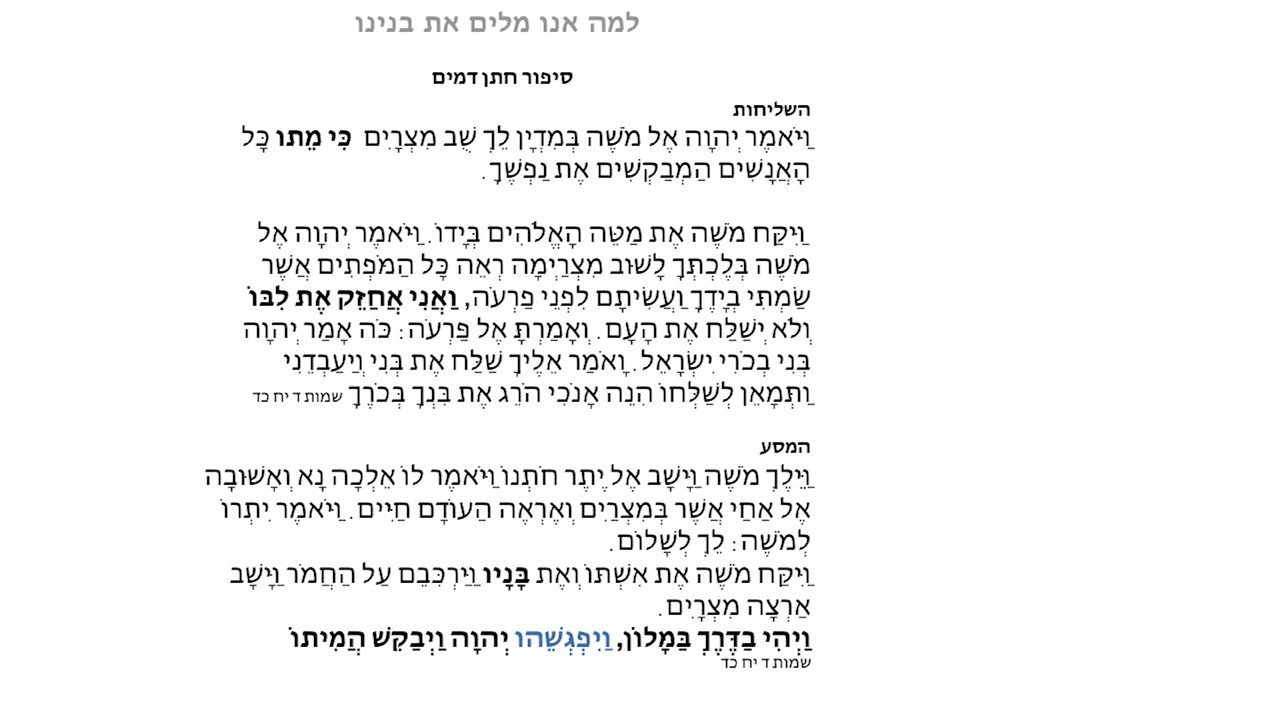 למה אנו מלים את בנינו
סיפור חתן דמים
השליחות
וַיֹּאמֶר יְהוָה אֶל מֹשֶׁה בְּמִדְיָן לֵךְ שֻׁב מִצְרָיִם כִּי מֵתוּ כָּל
הָאֲנָשִׁים הַמְבַקְשִׁים אֶת נַפְשֶׁךָ.
וַיִּקַּח מֹשֶׁה אֶת מַטֵּה הָאֱלֹהִים בְּיָדוֹ. וַיֹּאמֶר יְהוָה אֶל
מֹשֶׁה בְּלֶכְתְּךָ לָשׁוּב מִצְרַיְמָה רְאֵה כָּל הַמֹּפְתִים אֲשֶׁר
שַׂמְתִּי בְיָדֶךָ וַעֲשִׂיתָם לִפְנֵי פַרְעֹה, וַאֲנִי אֲחַזֵּק אֶת לִבּוֹ
וְלֹא יְשַׁלַּח אֶת הָעָם. וְאָמַרְתָּ אֶל פַּרְעֹה: כֹּה אָמַר יְהוָה
בְּנִי בְכֹרִי יִשְׂרָאֵל. וָאֹמַר אֵלֶיךָ שַׁלַּח אֶת בְּנִי וְיַעַבְדֵנִי
וַתְּמָאֵן לְשַׁלְּחוֹ הִנֵּה אָנֹכִי הֹרֵג אֶת בִּנְךָ בְּכֹרֶךָ שמות ד יח כד
המסע
וַיֵּלֶךְ מֹשֶׁה וַיָּשָׁב אֶל יֶתֶר חֹתְנוֹ וַיֹּאמֶר לוֹ אֵלְכָה נָּא וְאָשׁוּבָה
אֶל אַחַי אֲשֶׁר בְּמִצְרַיִם וְאֶרְאֶה הַעוֹדָם חַיִּים. וַיֹּאמֶר יִתְרוֹ
לְמֹשֶׁה: לֵךְ לְשָׁלוֹם.
וַיִּקַּח מֹשֶׁה אֶת אִשְׁתּוֹ וְאֶת בָּנָיו וַיַּרְכִּבֵם עַל הַחֲמֹר וַיָּשָׁב
אַרְצָה מִצְרָיִם.
וַיְהִי בַדֶּרֶךְ בַּמָּלוֹן, וַיִּפְגְּשֵׁהוּ יְהוָה וַיְבַקֵּשׁ הֲמִיתוֹ
שמות ד יח כד